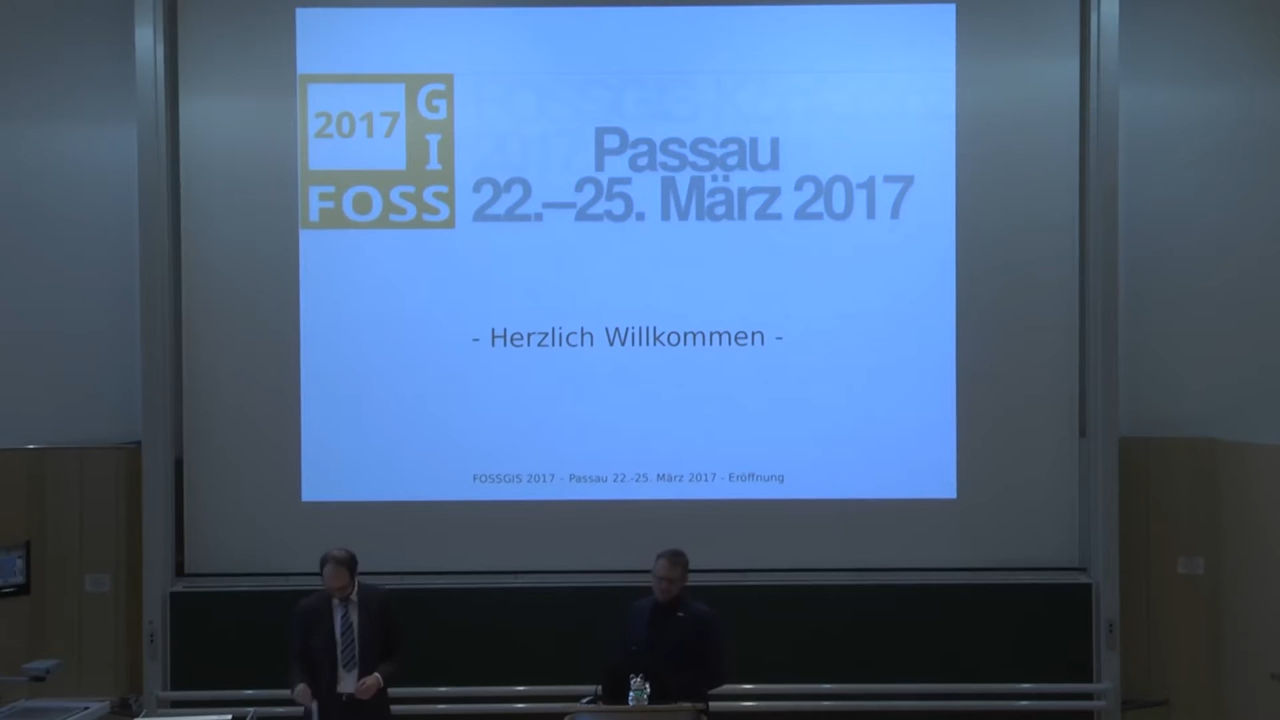 2017
G
I
FOSS
Passau
22.–25. März 2017
- Herzlich Willkommen -
FOSSGIS 2017 - Passau 22.-25. März 2017 - Eröffnung